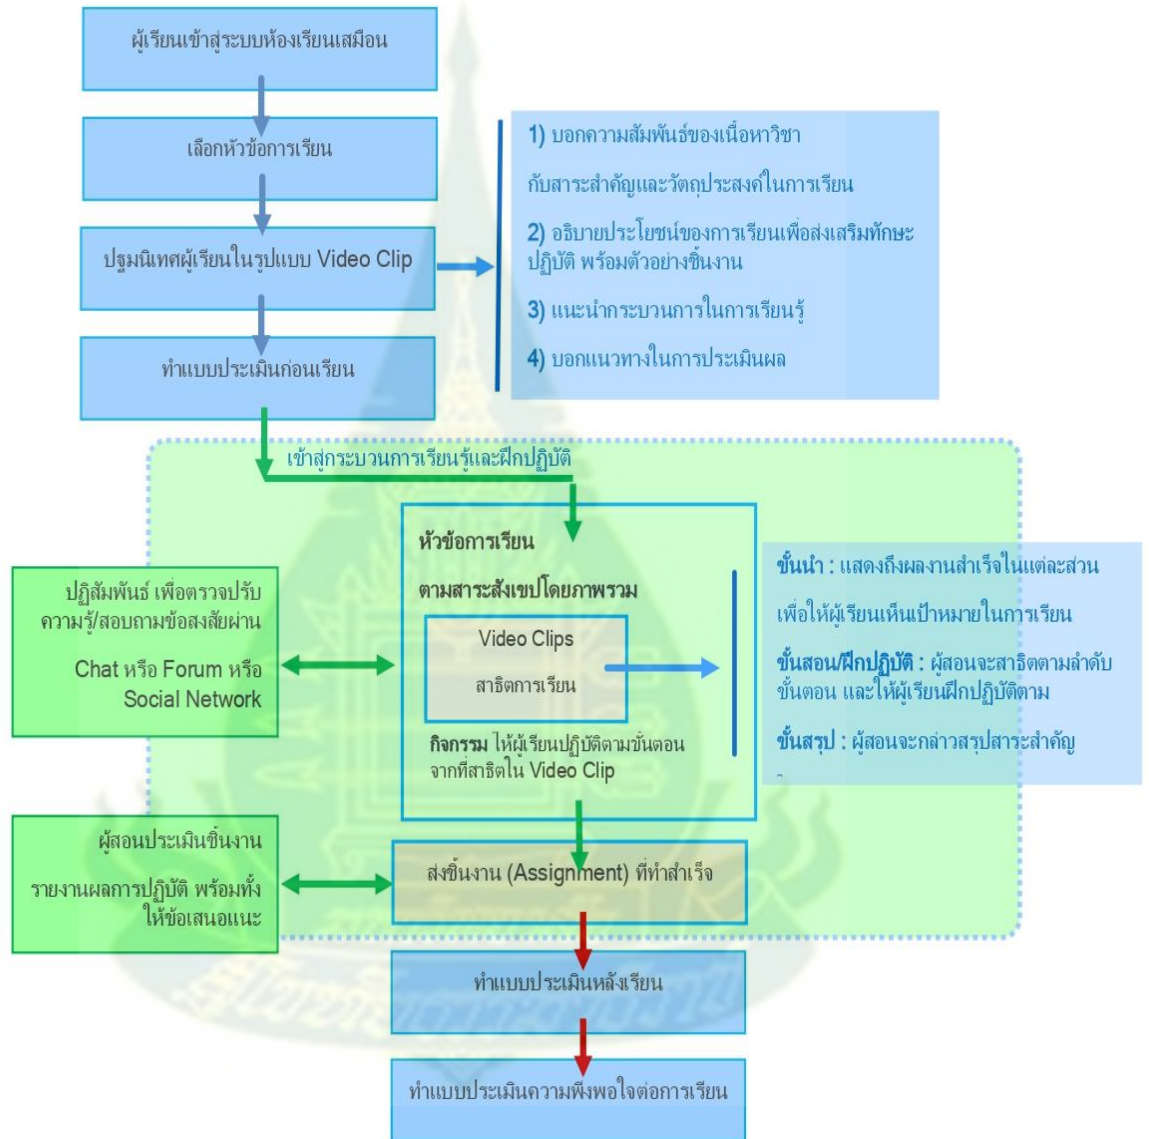 ผู้เรียนเข้าสู่ระบบห้องเรียนเสมือน
เลือกหัวข้อการเรียน
ปฐมนิเทศผู้เรียนในรูปแบบ Video Clip
ทำแบบประเมินก่อนเรียน
1) บอกความสัมพันธ์ของเนื้อหาวิชา
กับสาระสำคัญและวัตถุประสงค์ในการเรียน
2) อธิบายประโยชน์ของการเรียนเพื่อส่งเสริมทักษะ
ปฏิบัติ พร้อมตัวอย่างชิ้นงาน
3) แนะนำกระบวนการในการเรียนรู้
4) บอกแนวทางในการประเมินผล
เข้าสู่กระบวนการเรียนรู้และฝึกปฏิบัติ
หัวข้อการเรียน
ตามสาระสังเขปโดยภาพรวม
Video Clips
สาธิตการเรียน
กิจกรรม ให้ผู้เรียนปฏิบัติตามขั้นตอน
จากที่สาธิตใน Video Clip
ปฏิสัมพันธ์ เพื่อตรวจปรับ
ความรู้/สอบถามข้อสงสัยผ่าน
Chat หรือ Forum หรือ
Social Network
ขั้นนำ : แสดงถึงผลงานสำเร็จในแต่ละส่วน
เพื่อให้ผู้เรียนเห็นเป้าหมายในการเรียน
ขั้นสอน/ฝึกปฏิบัติ : ผู้สอนจะสาธิตตามลำดับ
ขั้นตอน และให้ผู้เรียนฝึกปฏิบัติตาม
ขั้นสรุป : ผู้สอนจะกล่าวสรุปสาระสำคัญ
ผู้สอนประเมินชิ้นงาน
รายงานผลการปฏิบัติ พร้อมทั้ง
ให้ข้อเสนอแนะ
ส่งชิ้นงาน (Assignment) ที่ทำสำเร็จ
ทำแบบประเมินหลังเรียน
ทำแบบประเมินความพึงพอใจต่อการเรียน